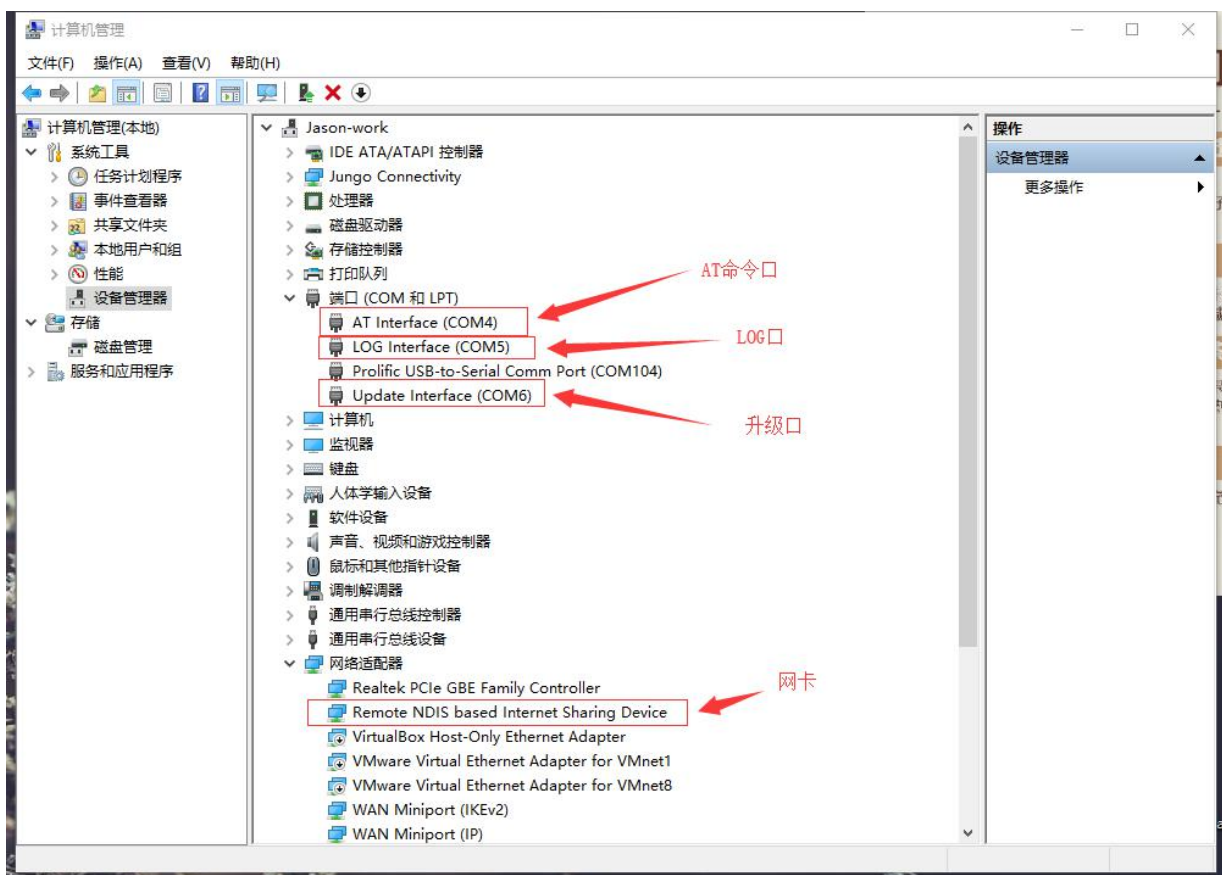 计算机管理
文件(F) 操作(A) 查看(V) 帮助(H)
计算机管理(本地)
系统工具
任务计划程序
事件查看器
共享文件夹
本地用户和组
性能
设备管理器
存储
磁盘管理
服务和应用程序
Jason-work
IDE ATA/ATAPI 控制器
Jungo Connectivity
处理器
磁盘驱动器
存储控制器
打印队列
端口 (COM 和 LPT)
AT Interface (COM4)
LOG Interface (COM5)
Prolific USB-to-Serial Comm Port (COM104)
Update Interface (COM6)
计算机
监视器
键盘
人体学输入设备
软件设备
声音、视频和游戏控制器
鼠标和其他指针设备
调制解调器
通用串行总线控制器
通用串行总线设备
网络适配器
Realtek PCIe GBE Family Controller
Remote NDIS based Internet Sharing Device
VirtualBox Host-Only Ethernet Adapter
VMware Virtual Ethernet Adapter for VMnet1
VMware Virtual Ethernet Adapter for VMnet8
WAN Miniport (IKEv2)
WAN Miniport (IP)
AT命令口
LOG口
升级口
网卡
操作
设备管理器
更多操作